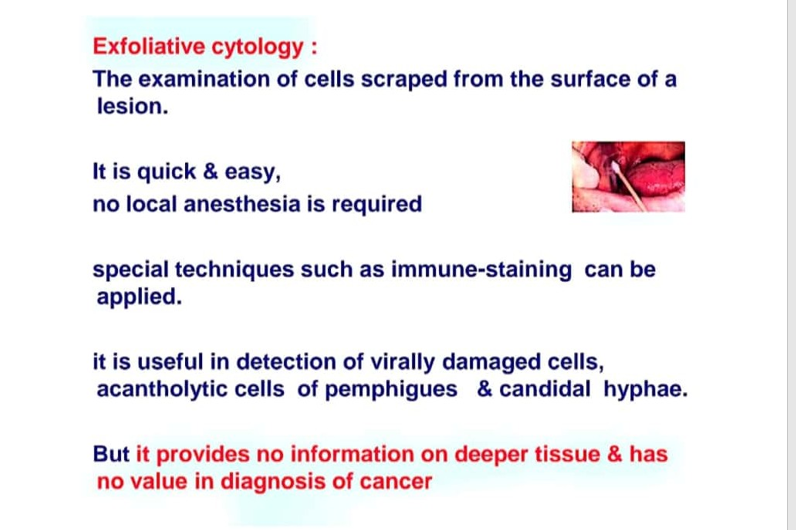 Exfoliative cytology :
The examination of cells scraped from the surface of a
lesion.
It is quick & easy,
no local anesthesia is required
special techniques such as immune-staining can be
applied.
it is useful in detection of virally damaged cells,
acantholytic cells of pemphigues & candidal hyphae.
But it provides no information on deeper tissue & has
no value in diagnosis of cancer